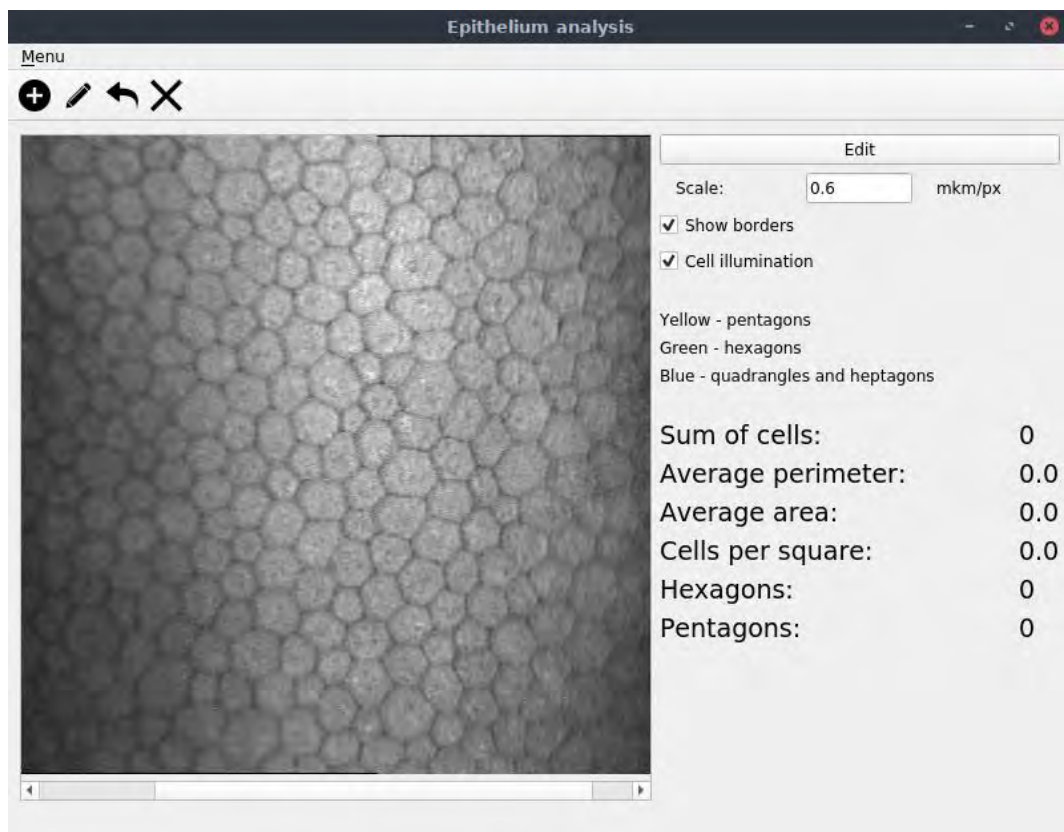 Epithelium analysis
Menu
Edit
Scale: 0.6 mkm/px
Show borders
Cell illumination
Yellow - pentagons
Green - hexagons
Blue - quadrangles and heptagons
Sum of cells: 0
Average perimeter: 0.0
Average area: 0.0
Cells per square: 0.0
Hexagons: 0
Pentagons: 0